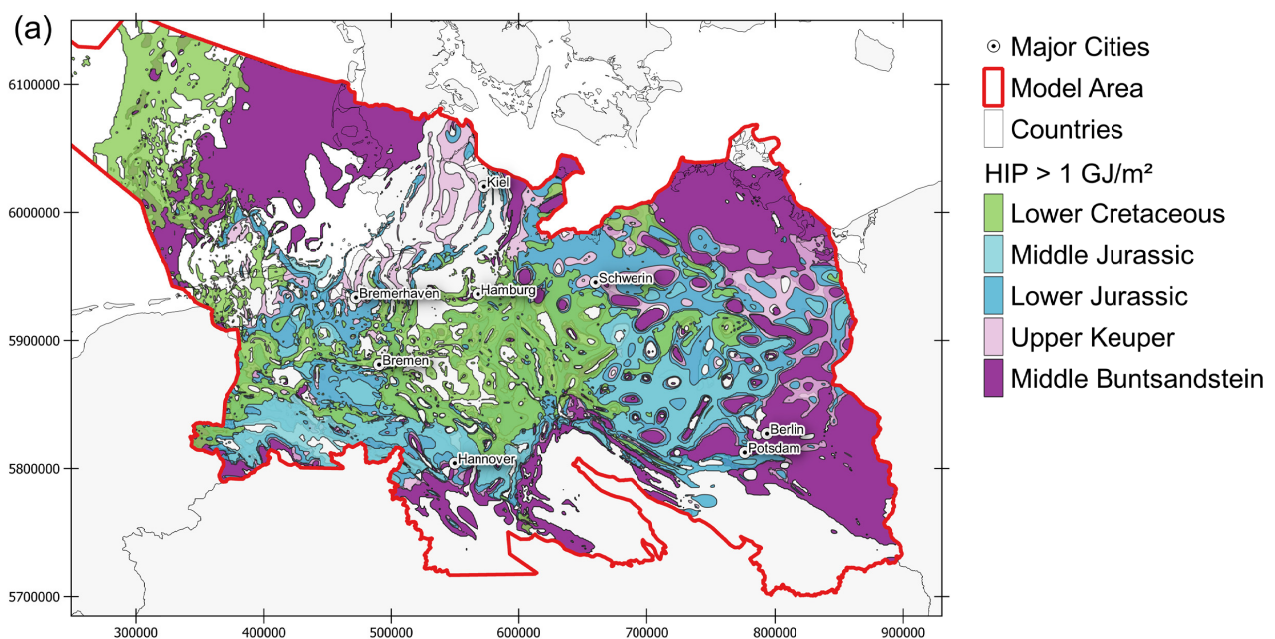 (a)
Major Cities
Model Area
Countries
HIP > 1 GJ/m²
Lower Cretaceous
Middle Jurassic
Lower Jurassic
Upper Keuper
Middle Buntsandstein
6100000
6000000
5900000
5800000
5700000
Kiel
Schwerin
Hamburg
Bremerhaven
Bremen
Berlin
Potsdam
Hannover
300000 400000 500000 600000 700000 800000 900000